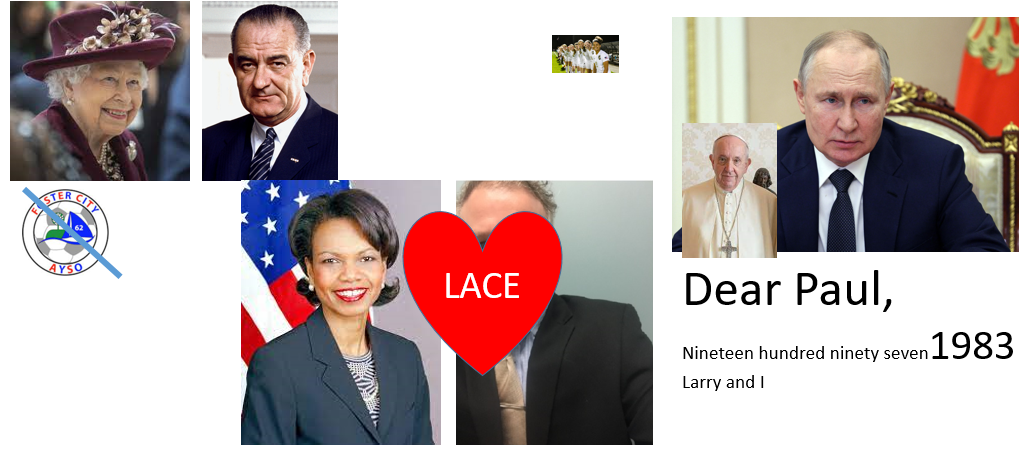 FOSTER CITY
62
AYSO
LACE
Dear Paul,
Nineteen hundred ninety seven 1983
Larry and I